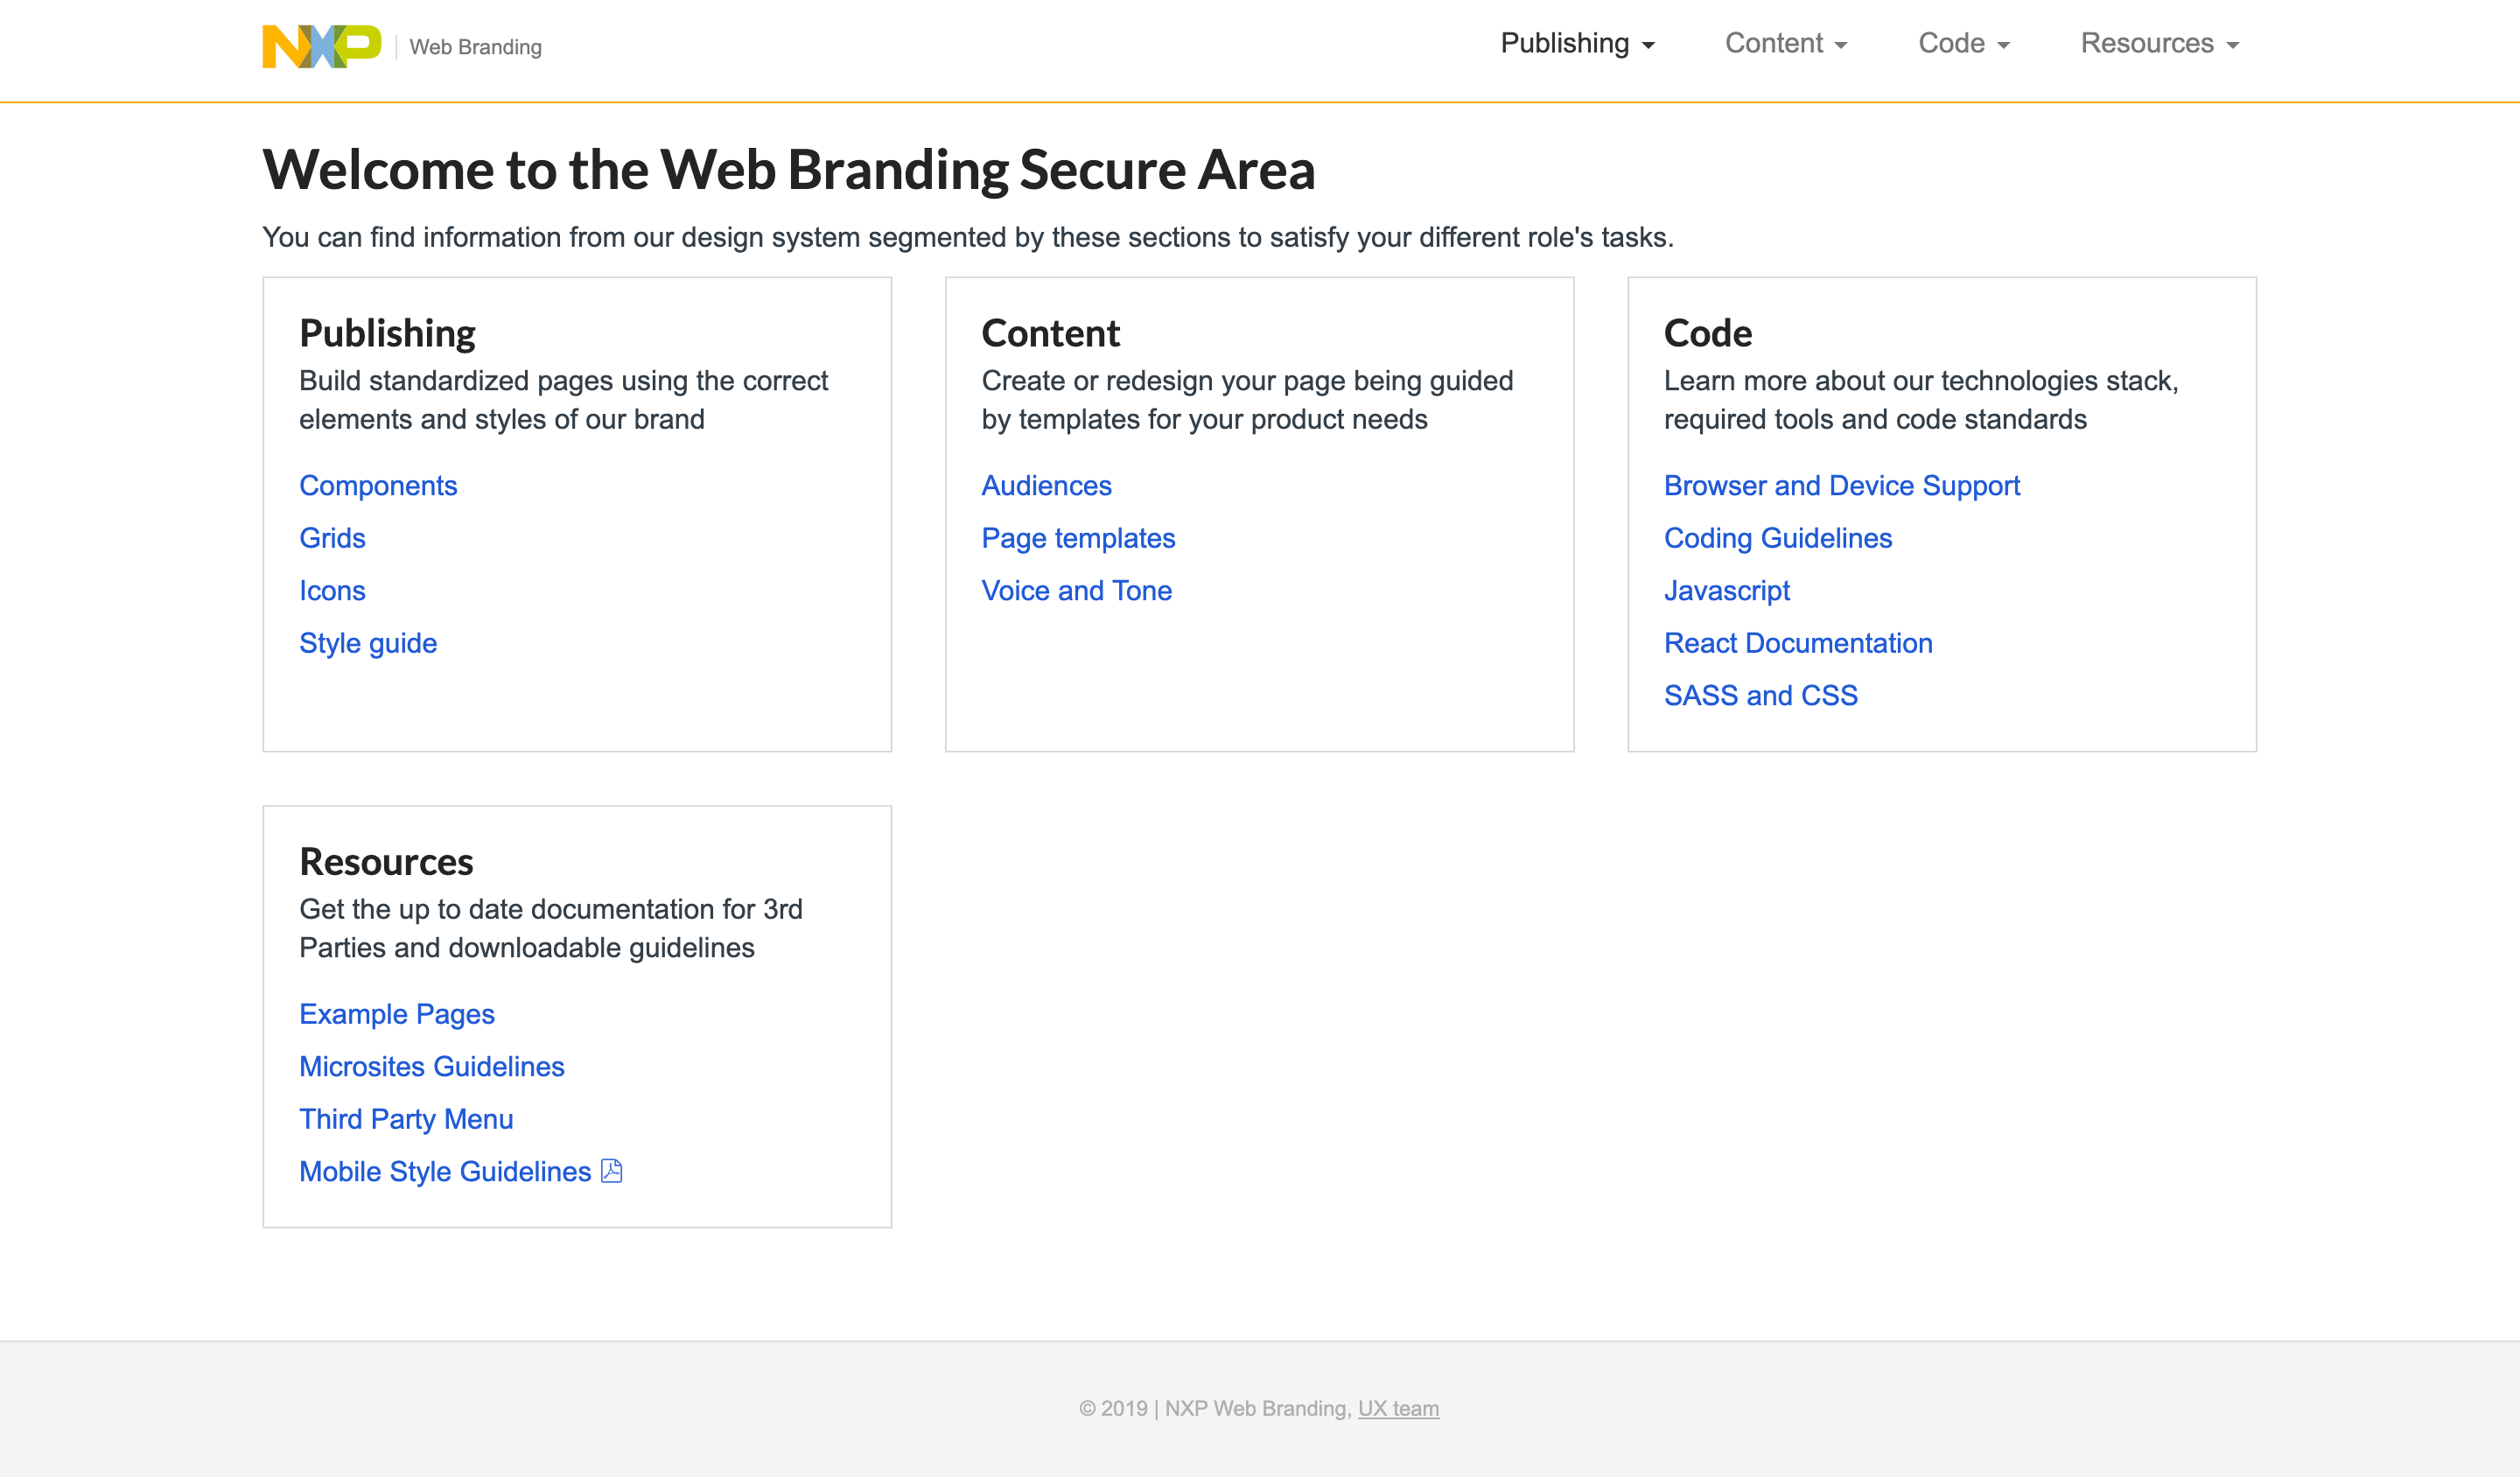 NXP | Web Branding
Publishing
Content
Code
Resources
Welcome to the Web Branding Secure Area
You can find information from our design system segmented by these sections to satisfy your different role's tasks.
Publishing
Build standardized pages using the correct
elements and styles of our brand
Components
Grids
Icons
Style guide
Content
Create or redesign your page being guided
by templates for your product needs
Audiences
Page templates
Voice and Tone
Code
Learn more about our technologies stack,
required tools and code standards
Browser and Device Support
Coding Guidelines
Javascript
React Documentation
SASS and CSS
Resources
Get the up to date documentation for 3rd
Parties and downloadable guidelines
Example Pages
Microsites Guidelines
Third Party Menu
Mobile Style Guidelines
© 2019 | NXP Web Branding, UX team